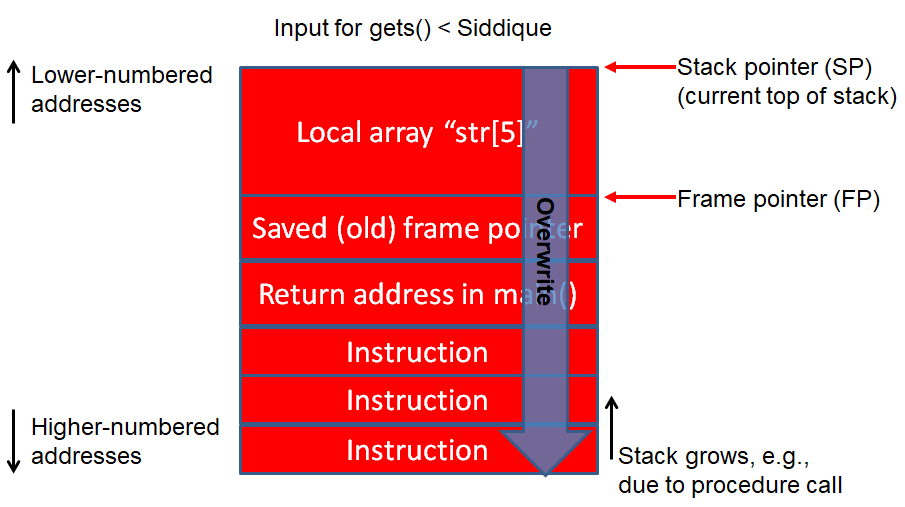 Input for gets() < Siddique
Lower-numbered
addresses
Stack pointer (SP)
(current top of stack)
Local array “str[5]”
Frame pointer (FP)
Saved (old) frame pointer
Overwrite
Return address in main()
Instruction
Instruction
Higher-numbered
addresses
Instruction
Stack grows, e.g.,
due to procedure call